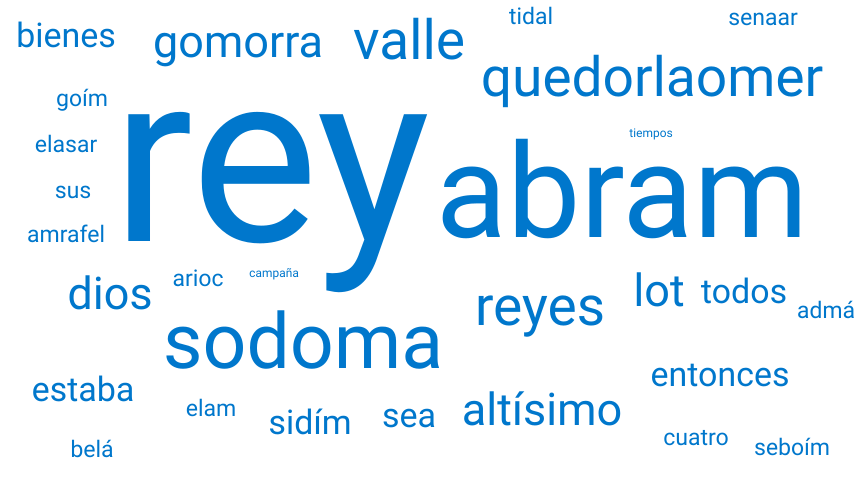 tidal
senaar
bienes
gomorra
valle
quedorlaomer
goím
rey
tiempos
elasar
abram
sus
amrafel
arioc
campaña
dios
lot
todos
reyes
admá
sodoma
entonces
estaba
elam
sidím
sea
altísimo
cuatro
seboím
belá